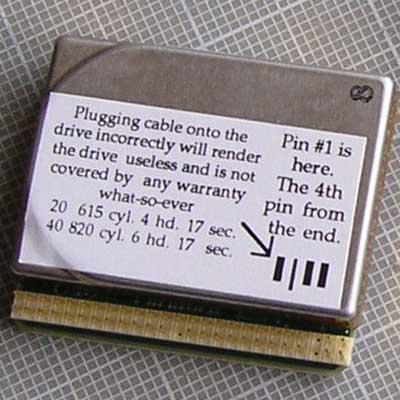 Plugging cable onto the
drive incorrectly will render
the drive useless and is not
covered by any warranty
what-so-ever
20 615 cyl. 4 hd. 17 sec.
40 820 cyl. 6 hd. 17 sec.
Pin #1 is
here.
The 4th
pin from
the end.